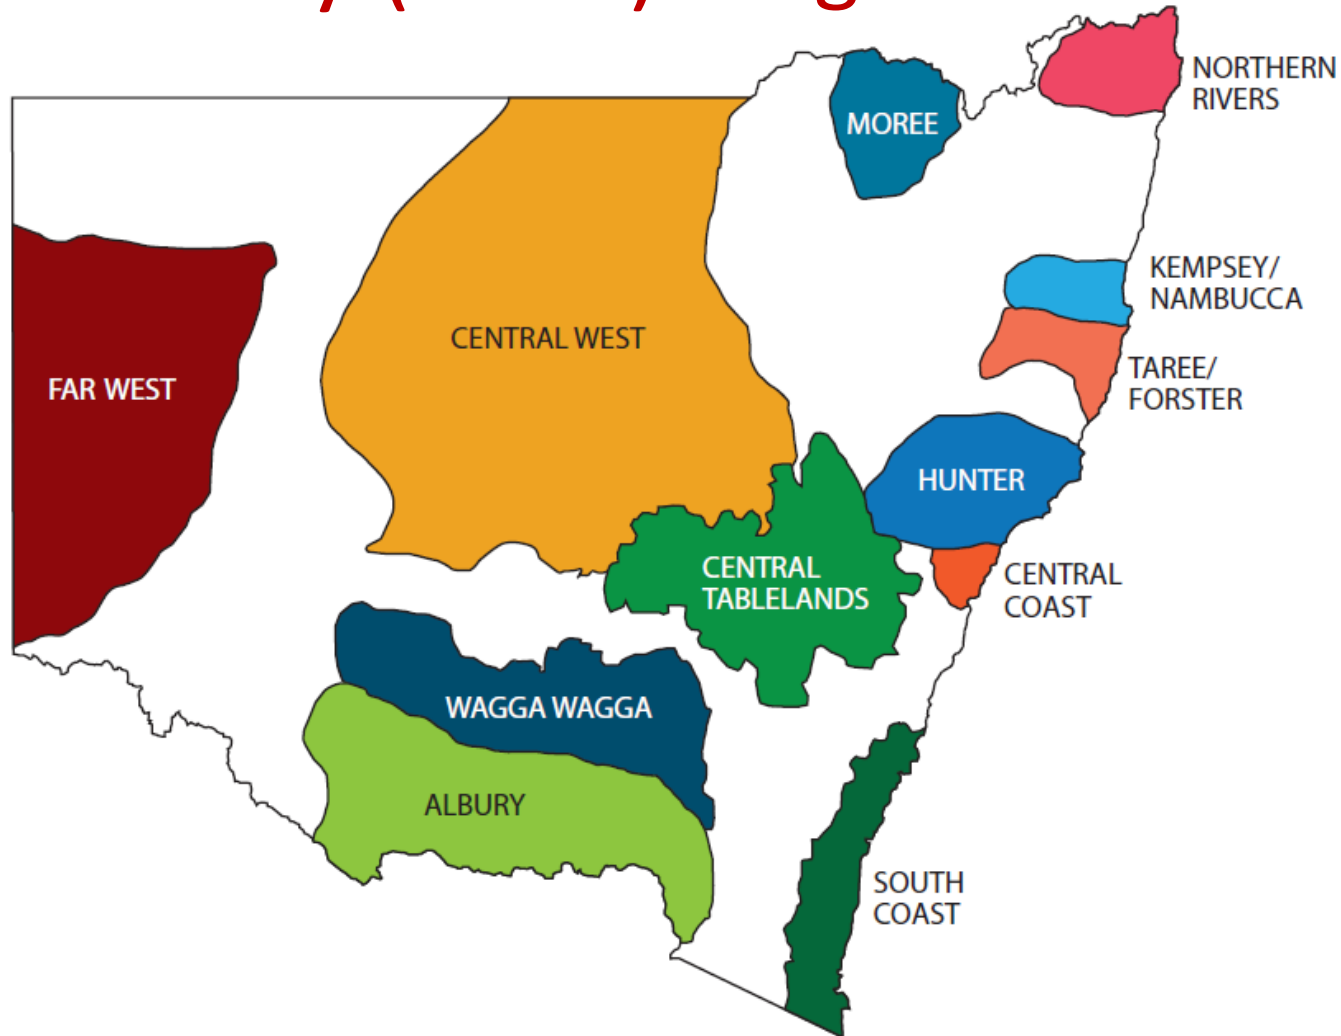 NORTHERN
RIVERS
MOREE
KEMPSEY/
NAMBUCCA
CENTRAL WEST
TAREE/
FORSTER
FAR WEST
HUNTER
CENTRAL
TABLELANDS
CENTRAL
COAST
WAGGA WAGGA
ALBURY
SOUTH
COAST